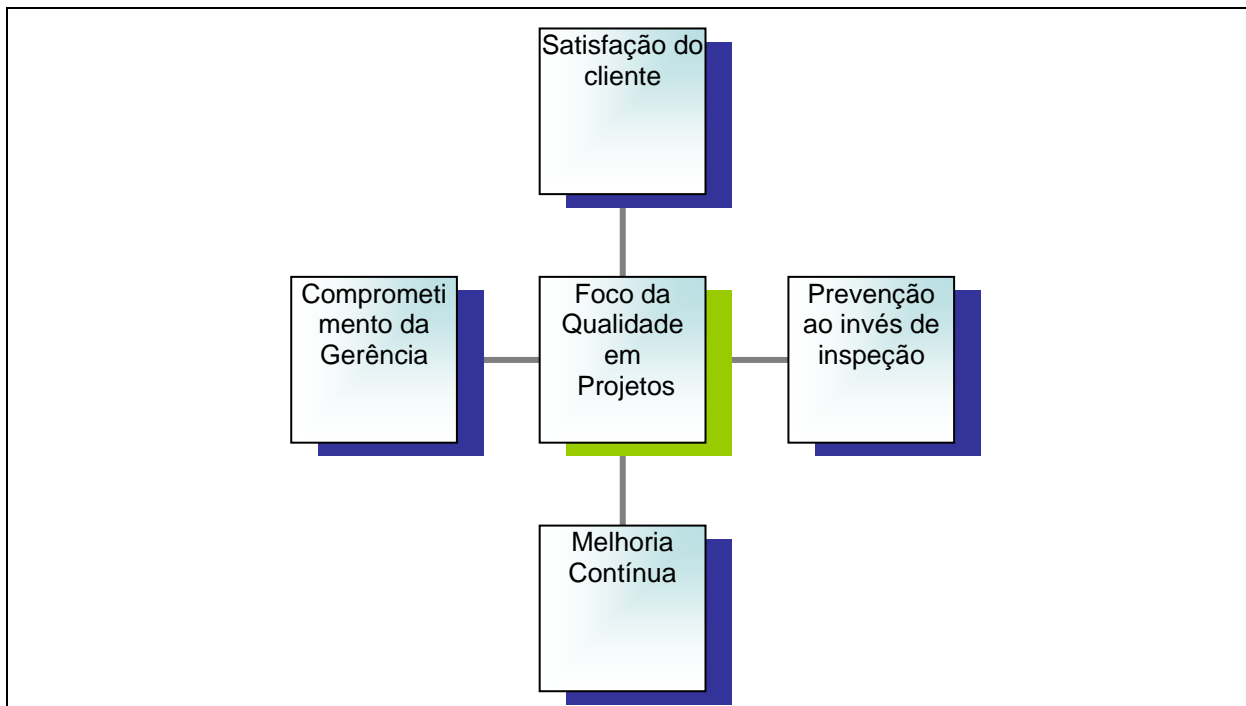 Satisfação do
cliente
Comprometi
mento da
Gerência
Foco da
Qualidade
em
Projetos
Prevenção
ao invés de
inspeção
Melhoria
Contínua